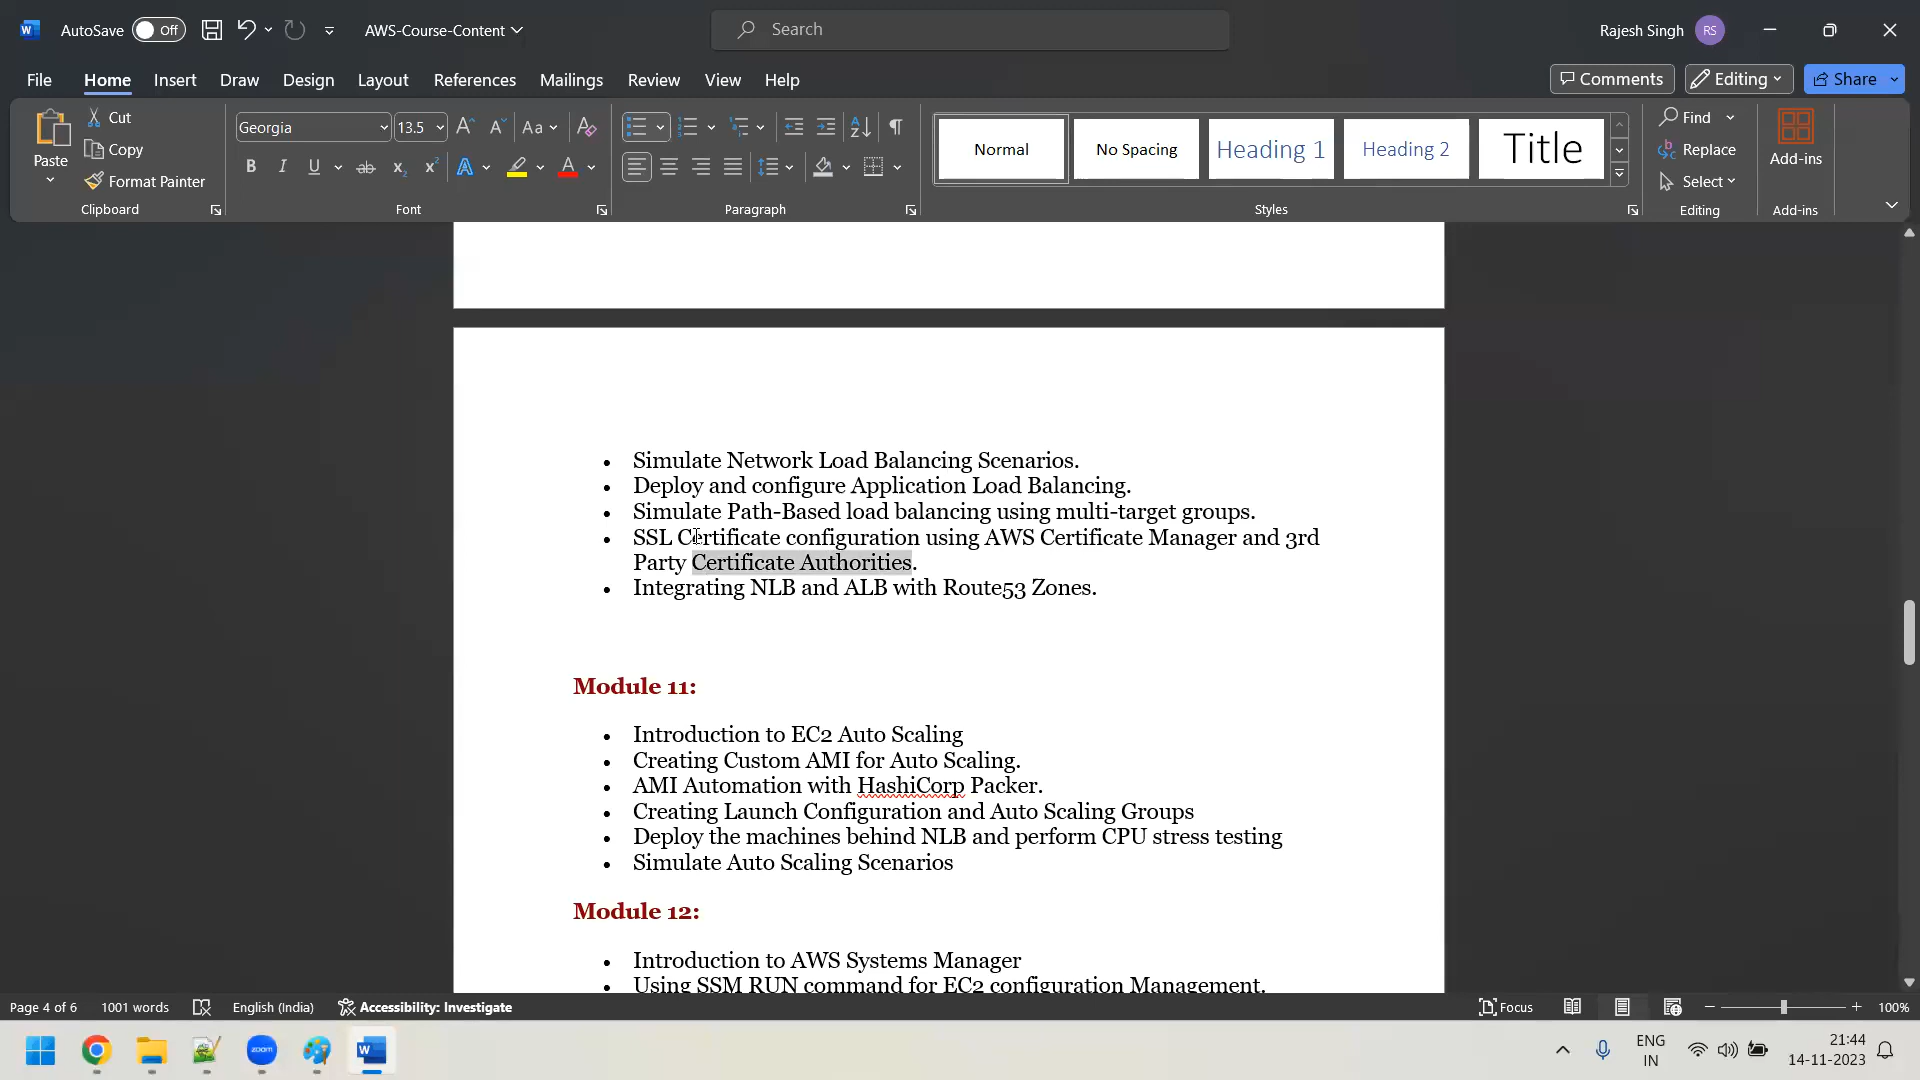 AutoSave Off AWS-Course-Content Search Rajesh Singh RS
File Home Insert Draw Design Layout References Mailings Review View Help Comments Editing Share
Paste Cut Copy Format Painter Clipboard
Georgia 13.5 Aa
B I U ab x₂ x² A A
Font
Paragraph
Normal No Spacing Heading 1 Heading 2 Title
Styles
Find Replace Select Editing
Add-ins
Add-ins
• Simulate Network Load Balancing Scenarios.
• Deploy and configure Application Load Balancing.
• Simulate Path-Based load balancing using multi-target groups.
• SSL Certificate configuration using AWS Certificate Manager and 3rd
Party Certificate Authorities.
• Integrating NLB and ALB with Route53 Zones.
Module 11:
• Introduction to EC2 Auto Scaling
• Creating Custom AMI for Auto Scaling.
• AMI Automation with HashiCorp Packer.
• Creating Launch Configuration and Auto Scaling Groups
• Deploy the machines behind NLB and perform CPU stress testing
• Simulate Auto Scaling Scenarios
Module 12:
• Introduction to AWS Systems Manager
• Using SSM RUN command for EC2 configuration Management.
Page 4 of 6 1001 words English (India) Accessibility: Investigate Focus 100%
zoom ENG 21:44
IN 14-11-2023